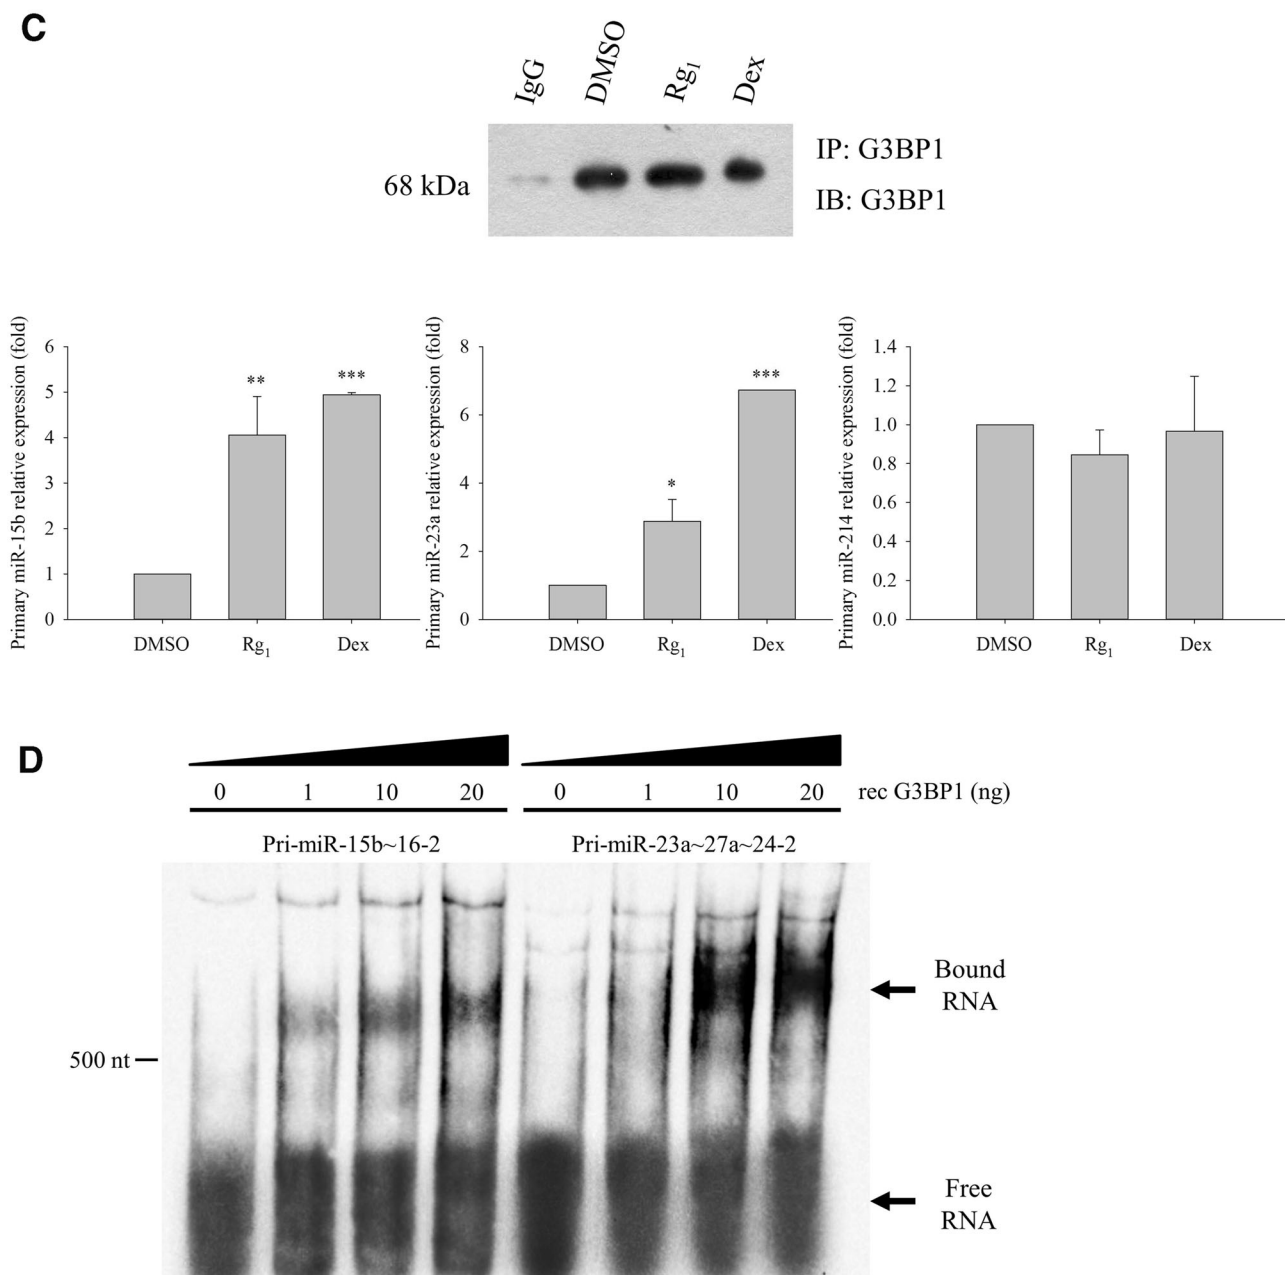 C
IgG DMSO Rg1 Dex
68 kDa
IP: G3BP1
IB: G3BP1
Primary miR-15b relative expression (fold)
6
5
4
3
2
1
0
**
***
DMSO Rg1 Dex
Primary miR-23a relative expression (fold)
8
6
4
2
0
*
***
DMSO Rg1 Dex
Primary miR-214 relative expression (fold)
1.4
1.2
1.0
0.8
0.6
0.4
0.2
0.0
DMSO Rg1 Dex
D
0 1 10 20 0 1 10 20 rec G3BP1 (ng)
Pri-miR-15b~16-2 Pri-miR-23a~27a~24-2
500 nt
Bound
RNA
Free
RNA